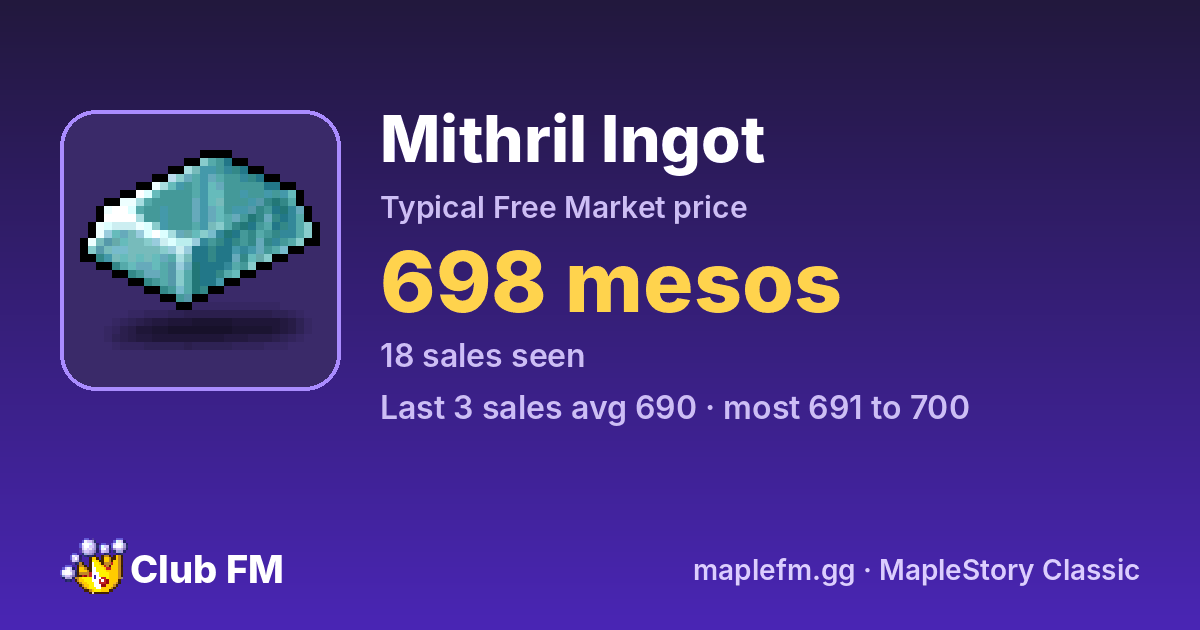 Mithril Ingot
Typical Free Market price
698 mesos
18 sales seen
Last 3 sales avg 690 · most 691 to 700
Club FM
maplefm.gg · MapleStory Classic